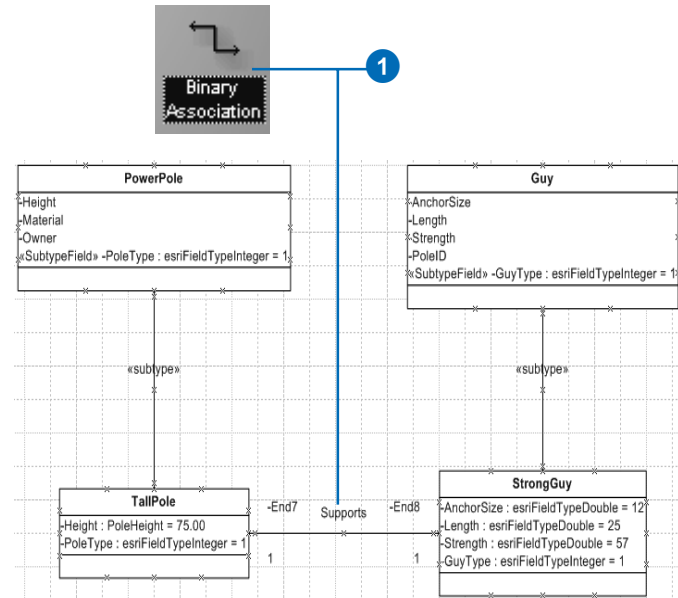 Binary
Association
1
PowerPole
-Height
-Material
-Owner
«SubtypeField» -PoleType : esriFieldTypeInteger = 1
Guy
-AnchorSize
-Length
-Strength
-PoleID
«SubtypeField» -GuyType : esriFieldTypeInteger = 1
«subtype»
«subtype»
TallPole
-Height : PoleHeight = 75.00
-PoleType : esriFieldTypeInteger = 1
-End7
Supports
-End8
1
1
StrongGuy
-AnchorSize : esriFieldTypeDouble = 12
-Length : esriFieldTypeDouble = 25
-Strength : esriFieldTypeDouble = 57
-GuyType : esriFieldTypeInteger = 1